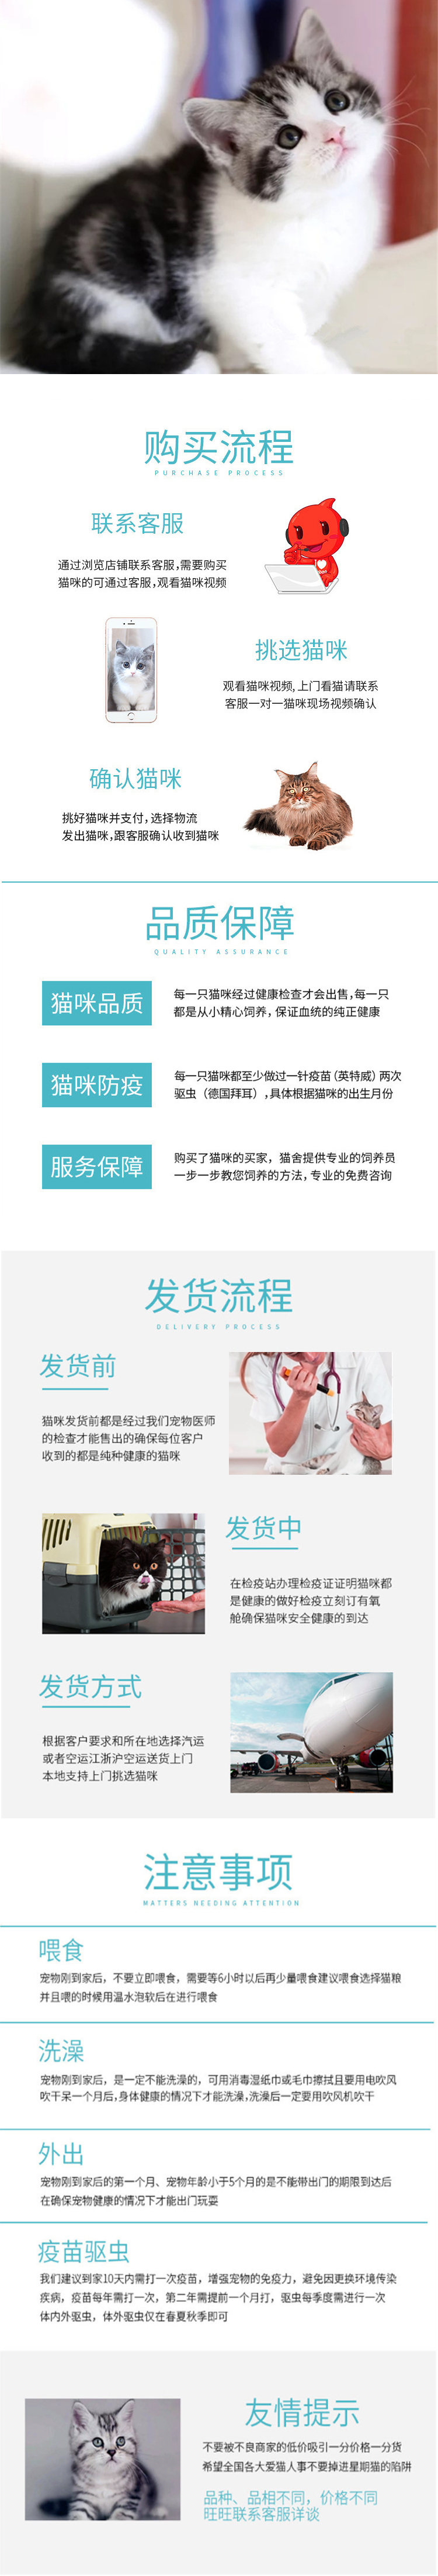 购买流程
PURCHASE PROCESS
联系客服
通过浏览店铺联系客服,需要购买
猫咪的可通过客服,观看猫咪视频
挑选猫咪
观看猫咪视频,上门看猫请联系
客服一对一猫咪现场视频确认
确认猫咪
挑好猫咪并支付,选择物流
发出猫咪,跟客服确认收到猫咪
品质保障
QUALITY ASSURANCE
猫咪品质
每一只猫咪经过健康检查才会出售,每一只
都是从小精心饲养,保证血统的纯正健康
猫咪防疫
每一只猫咪都至少做过一针疫苗(英特威)两次
驱虫(德国拜耳),具体根据猫咪的出生月份
服务保障
购买了猫咪的买家,猫舍提供专业的饲养员
一步一步教您饲养的方法,专业的免费咨询
发货流程
DELIVERY PROCESS
发货前
猫咪发货前都是经过我们宠物医师
的检查才能售出的确保每位客户
收到的都是纯种健康的猫咪
发货中
在检疫站办理检疫证证明猫咪都
是健康的做好检疫立刻订有氧
舱确保猫咪安全健康的到达
发货方式
根据客户要求和所在地选择汽运
或者空运江浙沪空运送货上门
本地支持上门挑选猫咪
注意事项
MATTERS NEEDING ATTENTION
喂食
宠物刚到家后，不要立即喂食，需要等6小时以后再少量喂食建议喂食选择猫粮
并且喂的时候用温水泡软后在进行喂食
洗澡
宠物刚到家后，是一定不能洗澡的，可用消毒湿纸巾或毛巾擦拭且要用电吹风
吹干呆一个月后,身体健康的情况下才能洗澡,洗澡后一定要用吹风机吹干
外出
宠物刚到家后的第一个月、宠物年龄小于5个月的是不能带出门的期限到达后
在确保宠物健康的情况下才能出门玩耍
疫苗驱虫
我们建议到家10天内需打一次疫苗，增强宠物的免疫力，避免因更换环境传染
疾病，疫苗每年需打一次，第二年需提前一个月打，驱虫每季度需进行一次
体内外驱虫，体外驱虫仅在春夏秋季即可
友情提示
不要被不良商家的低价吸引一分价格一分货
希望全国各大爱猫人事不要掉进星期猫的陷阱
品种、品相不同，价格不同
旺旺联系客服详谈